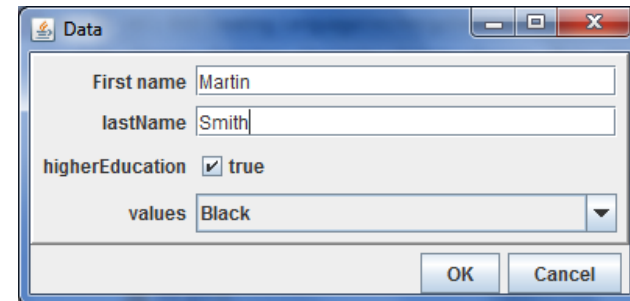 Data
First name Martin
lastName Smith
higherEducation true
values Black
OK Cancel